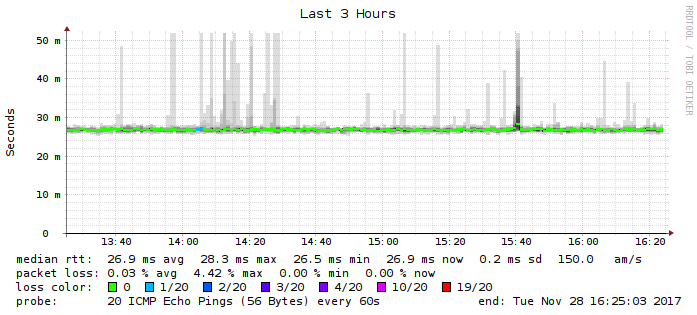 Last 3 Hours
RRDTOOL / TOBI OETIKER
Seconds
50 m
40 m
30 m
20 m
10 m
0
13:40 14:00 14:20 14:40 15:00 15:20 15:40 16:00 16:20
median rtt: 26.9 ms avg 28.3 ms max 26.5 ms min 26.9 ms now 0.2 ms sd 150.0 am/s
packet loss: 0.03 % avg 4.42 % max 0.00 % min 0.00 % now
loss color: 0 1/20 2/20 3/20 4/20 10/20 19/20
probe: 20 ICMP Echo Pings (56 Bytes) every 60s end: Tue Nov 28 16:25:03 2017